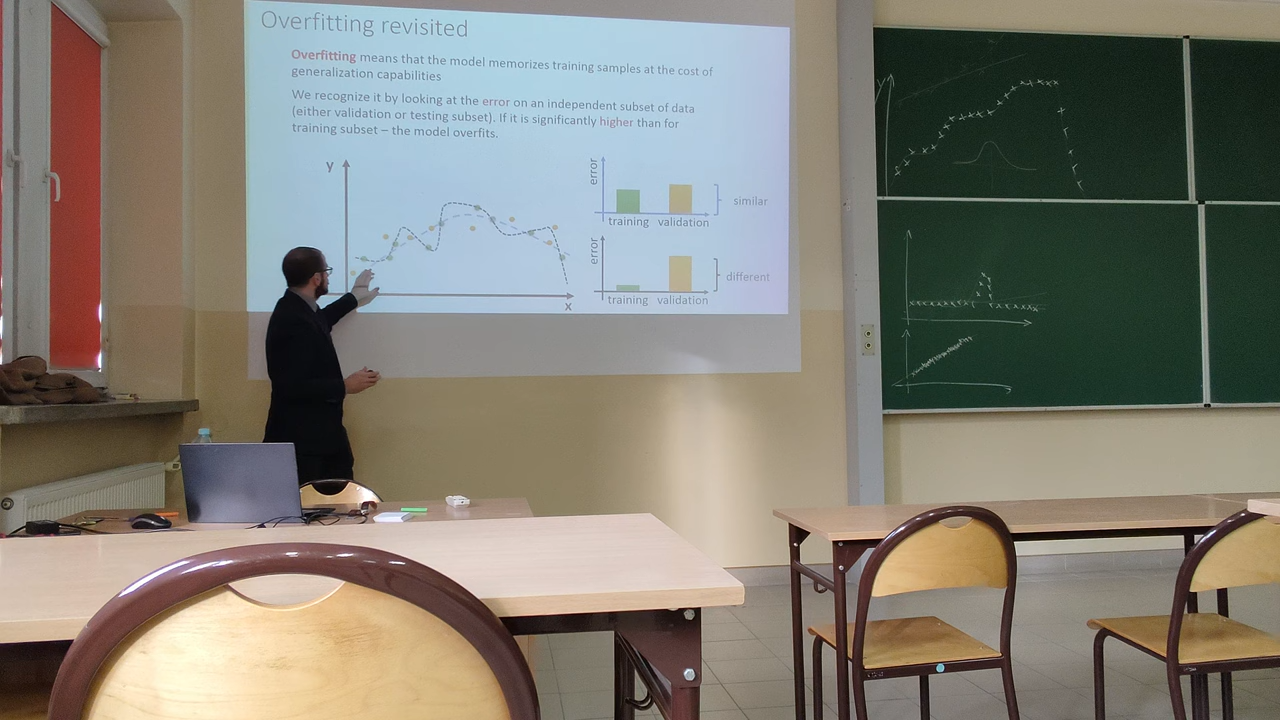 Overfitting revisited
Overfitting means that the model memorizes training samples at the cost of
generalization capabilities
We recognize it by looking at the error on an independent subset of data
(either validation or testing subset). If it is significantly higher than for
training subset – the model overfits.
y
x
error
training validation
similar
error
training validation
different
y